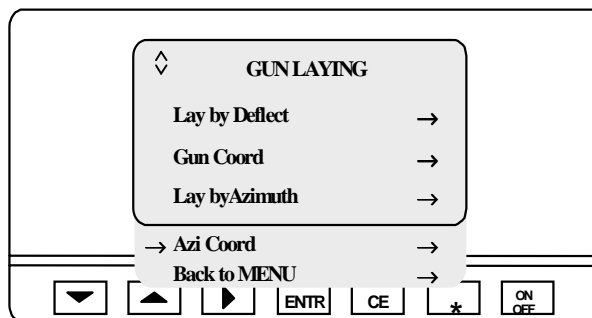 GUN LAYING
Lay by Deflect →
Gun Coord →
Lay byAzimuth →
→ Azi Coord →
Back to MENU →
ENTR CE * ON
OFF